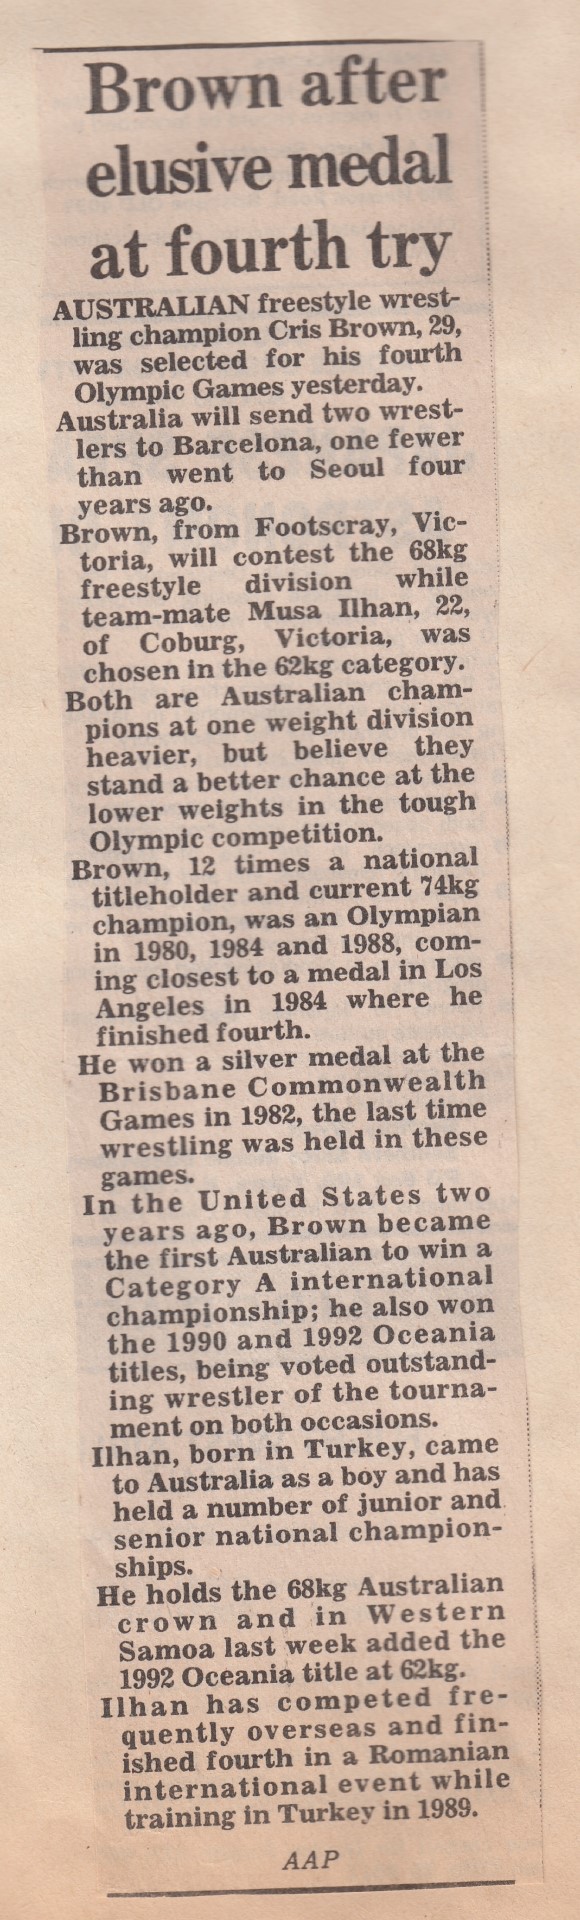 Brown after
elusive medal
at fourth try
AUSTRALIAN freestyle wrest-
ling champion Cris Brown, 29,
was selected for his fourth
Olympic Games yesterday.
Australia will send two wrest-
lers to Barcelona, one fewer
than went to Seoul four
years ago.
Brown, from Footscray, Vic-
toria, will contest the 68kg
freestyle division while
team-mate Musa Ilhan, 22,
of Coburg, Victoria, was
chosen in the 62kg category.
Both are Australian cham-
pions at one weight division
heavier, but believe they
stand a better chance at the
lower weights in the tough
Olympic competition.
Brown, 12 times a national
titleholder and current 74kg
champion, was an Olympian
in 1980, 1984 and 1988, com-
ing closest to a medal in Los
Angeles in 1984 where he
finished fourth.
He won a silver medal at the
Brisbane Commonwealth
Games in 1982, the last time
wrestling was held in these
games.
In the United States two
years ago, Brown became
the first Australian to win a
Category A international
championship; he also won
the 1990 and 1992 Oceania
titles, being voted outstand-
ing wrestler of the tourna-
ment on both occasions.
Ilhan, born in Turkey, came
to Australia as a boy and has
held a number of junior and
senior national champion-
ships.
He holds the 68kg Australian
crown and in Western
Samoa last week added the
1992 Oceania title at 62kg.
Ilhan has competed fre-
quently overseas and fin-
ished fourth in a Romanian
international event while
training in Turkey in 1989.
AAP